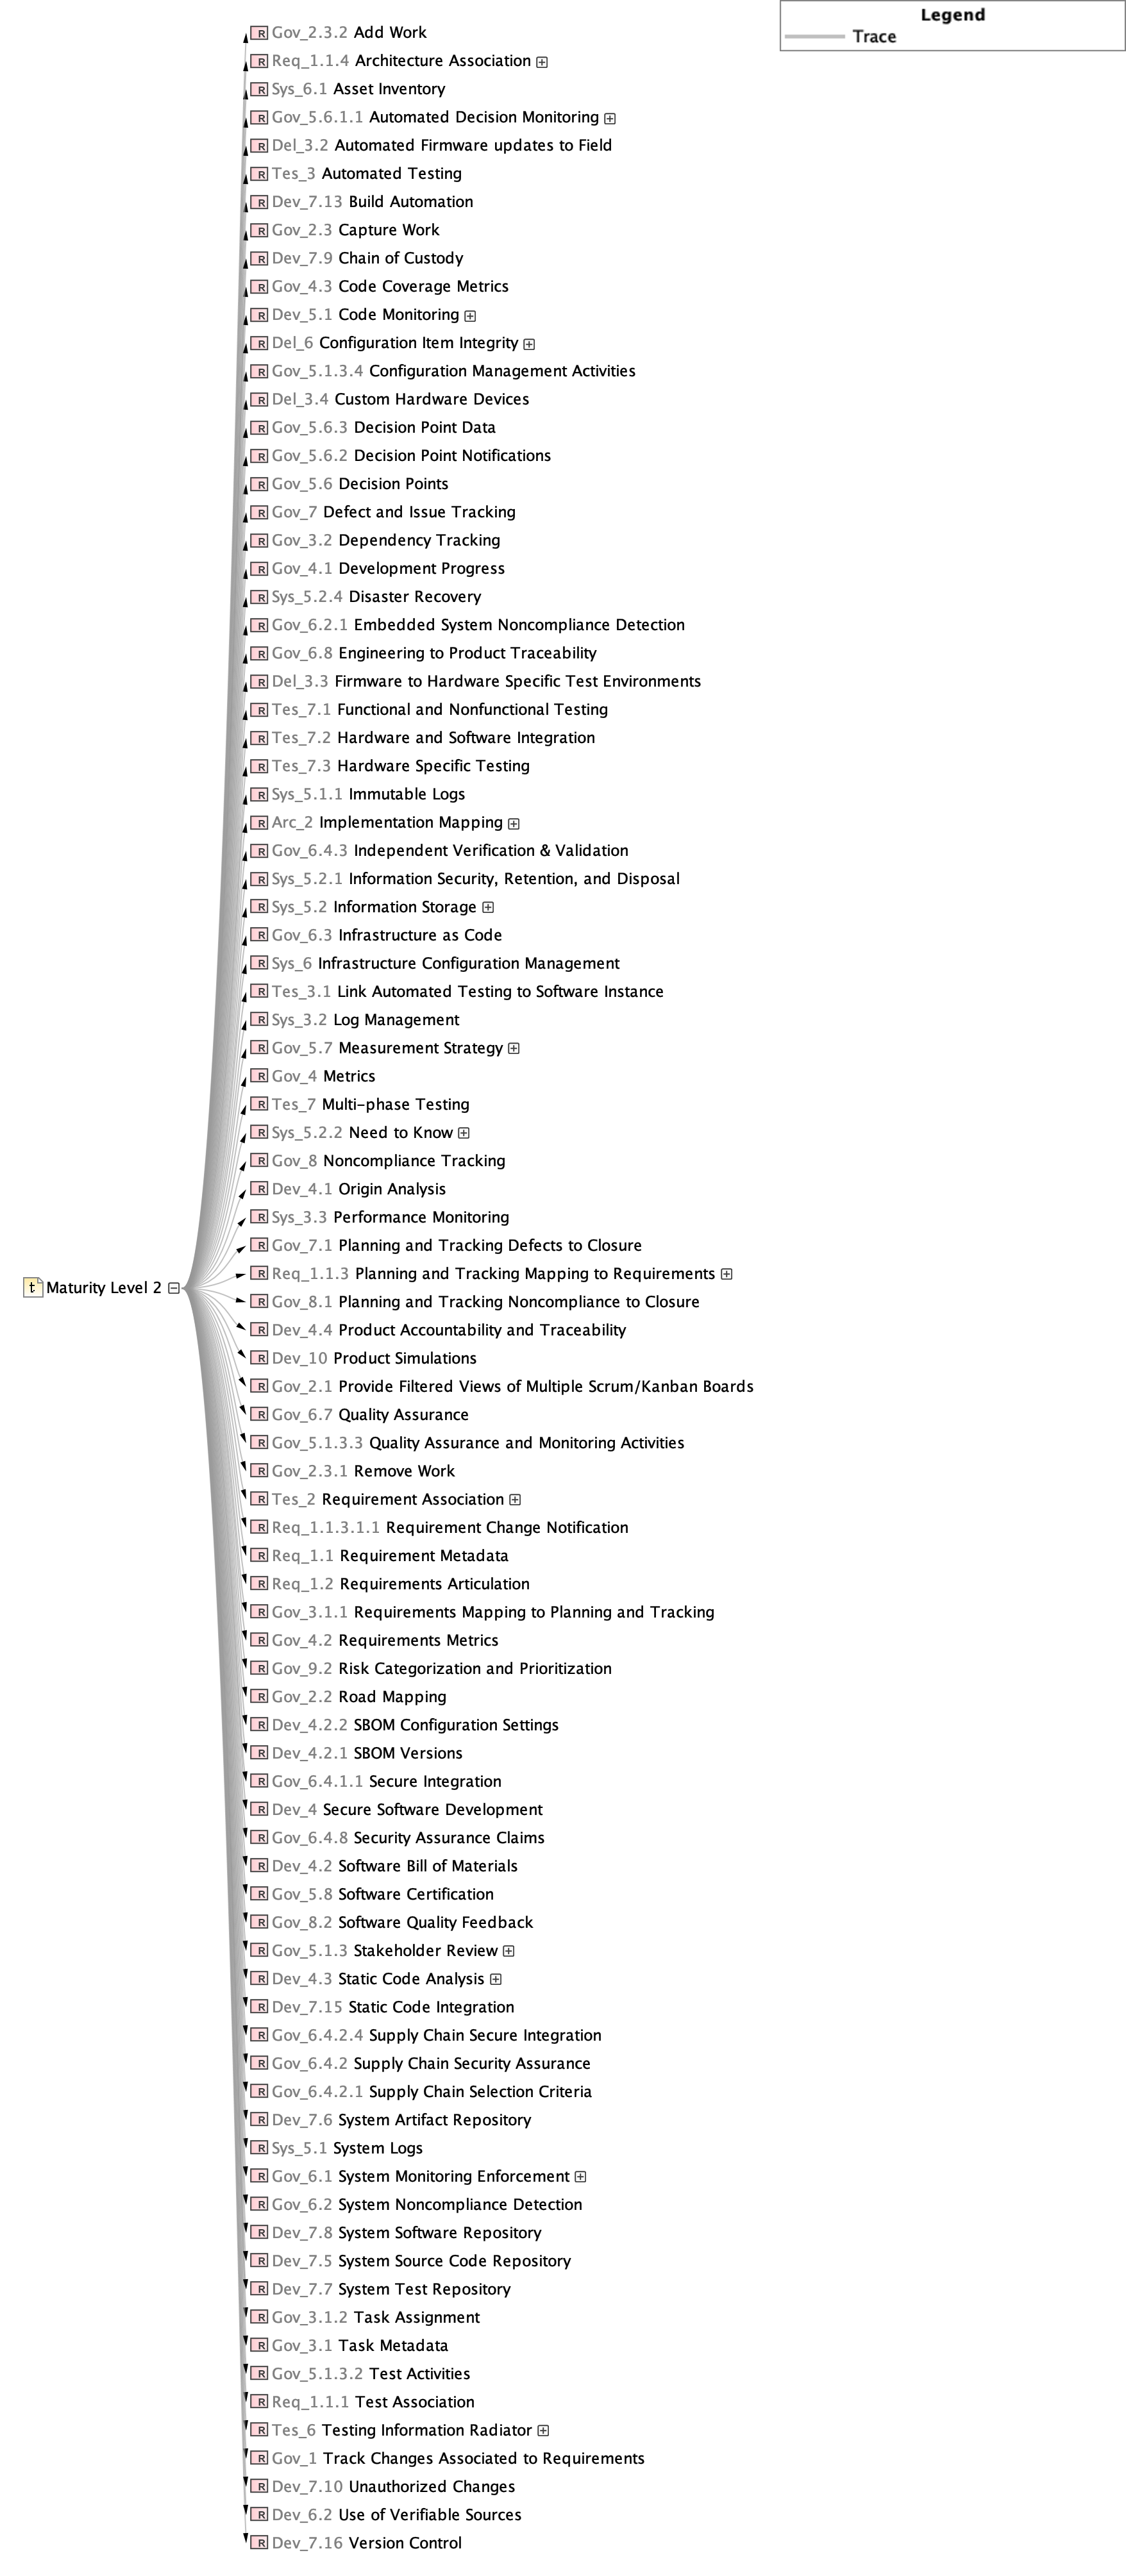 Legend
Trace
Gov_2.3.2 Add Work
Req_1.1.4 Architecture Association
Sys_6.1 Asset Inventory
Gov_5.6.1.1 Automated Decision Monitoring
Del_3.2 Automated Firmware updates to Field
Tes_3 Automated Testing
Dev_7.13 Build Automation
Gov_2.3 Capture Work
Dev_7.9 Chain of Custody
Gov_4.3 Code Coverage Metrics
Dev_5.1 Code Monitoring
Del_6 Configuration Item Integrity
Gov_5.1.3.4 Configuration Management Activities
Del_3.4 Custom Hardware Devices
Gov_5.6.3 Decision Point Data
Gov_5.6.2 Decision Point Notifications
Gov_5.6 Decision Points
Gov_7 Defect and Issue Tracking
Gov_3.2 Dependency Tracking
Gov_4.1 Development Progress
Sys_5.2.4 Disaster Recovery
Gov_6.2.1 Embedded System Noncompliance Detection
Gov_6.8 Engineering to Product Traceability
Del_3.3 Firmware to Hardware Specific Test Environments
Tes_7.1 Functional and Nonfunctional Testing
Tes_7.2 Hardware and Software Integration
Tes_7.3 Hardware Specific Testing
Sys_5.1.1 Immutable Logs
Arc_2 Implementation Mapping
Gov_6.4.3 Independent Verification & Validation
Sys_5.2.1 Information Security, Retention, and Disposal
Sys_5.2 Information Storage
Gov_6.3 Infrastructure as Code
Sys_6 Infrastructure Configuration Management
Tes_3.1 Link Automated Testing to Software Instance
Sys_3.2 Log Management
Gov_5.7 Measurement Strategy
Gov_4 Metrics
Tes_7 Multi-phase Testing
Sys_5.2.2 Need to Know
Gov_8 Noncompliance Tracking
Dev_4.1 Origin Analysis
Sys_3.3 Performance Monitoring
Gov_7.1 Planning and Tracking Defects to Closure
Req_1.1.3 Planning and Tracking Mapping to Requirements
t Maturity Level 2
Gov_8.1 Planning and Tracking Noncompliance to Closure
Dev_4.4 Product Accountability and Traceability
Dev_10 Product Simulations
Gov_2.1 Provide Filtered Views of Multiple Scrum/Kanban Boards
Gov_6.7 Quality Assurance
Gov_5.1.3.3 Quality Assurance and Monitoring Activities
Gov_2.3.1 Remove Work
Tes_2 Requirement Association
Req_1.1.3.1.1 Requirement Change Notification
Req_1.1 Requirement Metadata
Req_1.2 Requirements Articulation
Gov_3.1.1 Requirements Mapping to Planning and Tracking
Gov_4.2 Requirements Metrics
Gov_9.2 Risk Categorization and Prioritization
Gov_2.2 Road Mapping
Dev_4.2.2 SBOM Configuration Settings
Dev_4.2.1 SBOM Versions
Gov_6.4.1.1 Secure Integration
Dev_4 Secure Software Development
Gov_6.4.8 Security Assurance Claims
Dev_4.2 Software Bill of Materials
Gov_5.8 Software Certification
Gov_8.2 Software Quality Feedback
Gov_5.1.3 Stakeholder Review
Dev_4.3 Static Code Analysis
Dev_7.15 Static Code Integration
Gov_6.4.2.4 Supply Chain Secure Integration
Gov_6.4.2 Supply Chain Security Assurance
Gov_6.4.2.1 Supply Chain Selection Criteria
Dev_7.6 System Artifact Repository
Sys_5.1 System Logs
Gov_6.1 System Monitoring Enforcement
Gov_6.2 System Noncompliance Detection
Dev_7.8 System Software Repository
Dev_7.5 System Source Code Repository
Dev_7.7 System Test Repository
Gov_3.1.2 Task Assignment
Gov_3.1 Task Metadata
Gov_5.1.3.2 Test Activities
Req_1.1.1 Test Association
Tes_6 Testing Information Radiator
Gov_1 Track Changes Associated to Requirements
Dev_7.10 Unauthorized Changes
Dev_6.2 Use of Verifiable Sources
Dev_7.16 Version Control